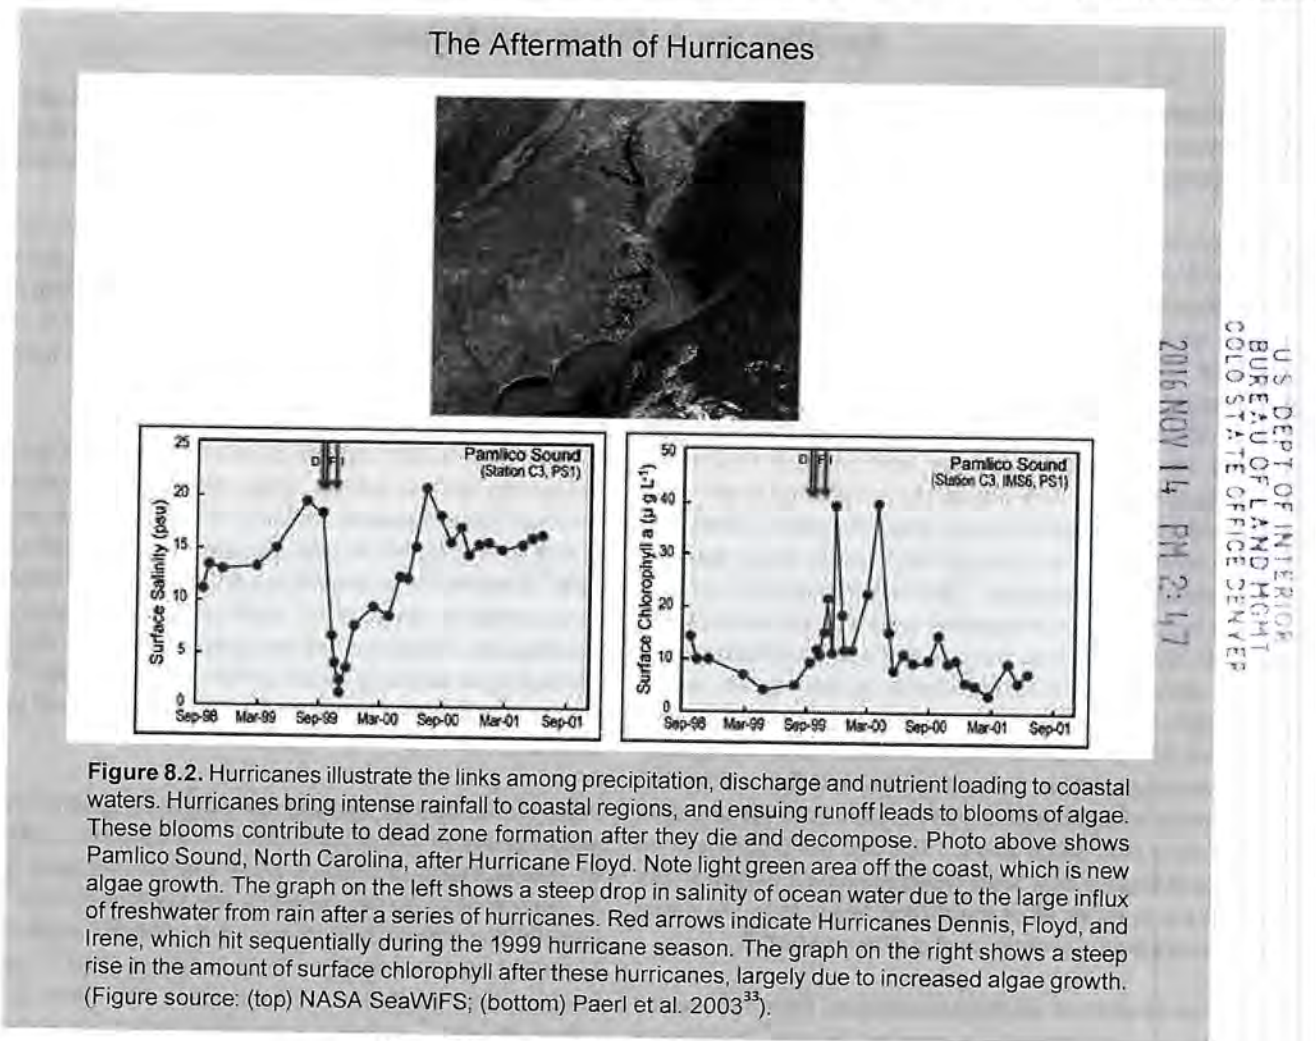 The Aftermath of Hurricanes
25
20
15
10
5
0
Surface Salinity (psu)
D F I
Pamlico Sound
(Station C3, PS1)
Sep-98 Mar-99 Sep-99 Mar-00 Sep-00 Mar-01 Sep-01
50
40
30
20
10
0
Surface Chlorophyll a (µ g L⁻¹)
D F I
Pamlico Sound
(Station C3, IMS6, PS1)
Sep-98 Mar-99 Sep-99 Mar-00 Sep-00 Mar-01 Sep-01
Figure 8.2. Hurricanes illustrate the links among precipitation, discharge and nutrient loading to coastal
waters. Hurricanes bring intense rainfall to coastal regions, and ensuing runoff leads to blooms of algae.
These blooms contribute to dead zone formation after they die and decompose. Photo above shows
Pamlico Sound, North Carolina, after Hurricane Floyd. Note light green area off the coast, which is new
algae growth. The graph on the left shows a steep drop in salinity of ocean water due to the large influx
of freshwater from rain after a series of hurricanes. Red arrows indicate Hurricanes Dennis, Floyd, and
Irene, which hit sequentially during the 1999 hurricane season. The graph on the right shows a steep
rise in the amount of surface chlorophyll after these hurricanes, largely due to increased algae growth.
(Figure source: (top) NASA SeaWiFS; (bottom) Paerl et al. 2003³³).
U S DEPT OF INTERIOR
BUREAU OF LAND MGMT
COLO STATE OFFICE DENVER
2016 NOV 14 PM 2:47